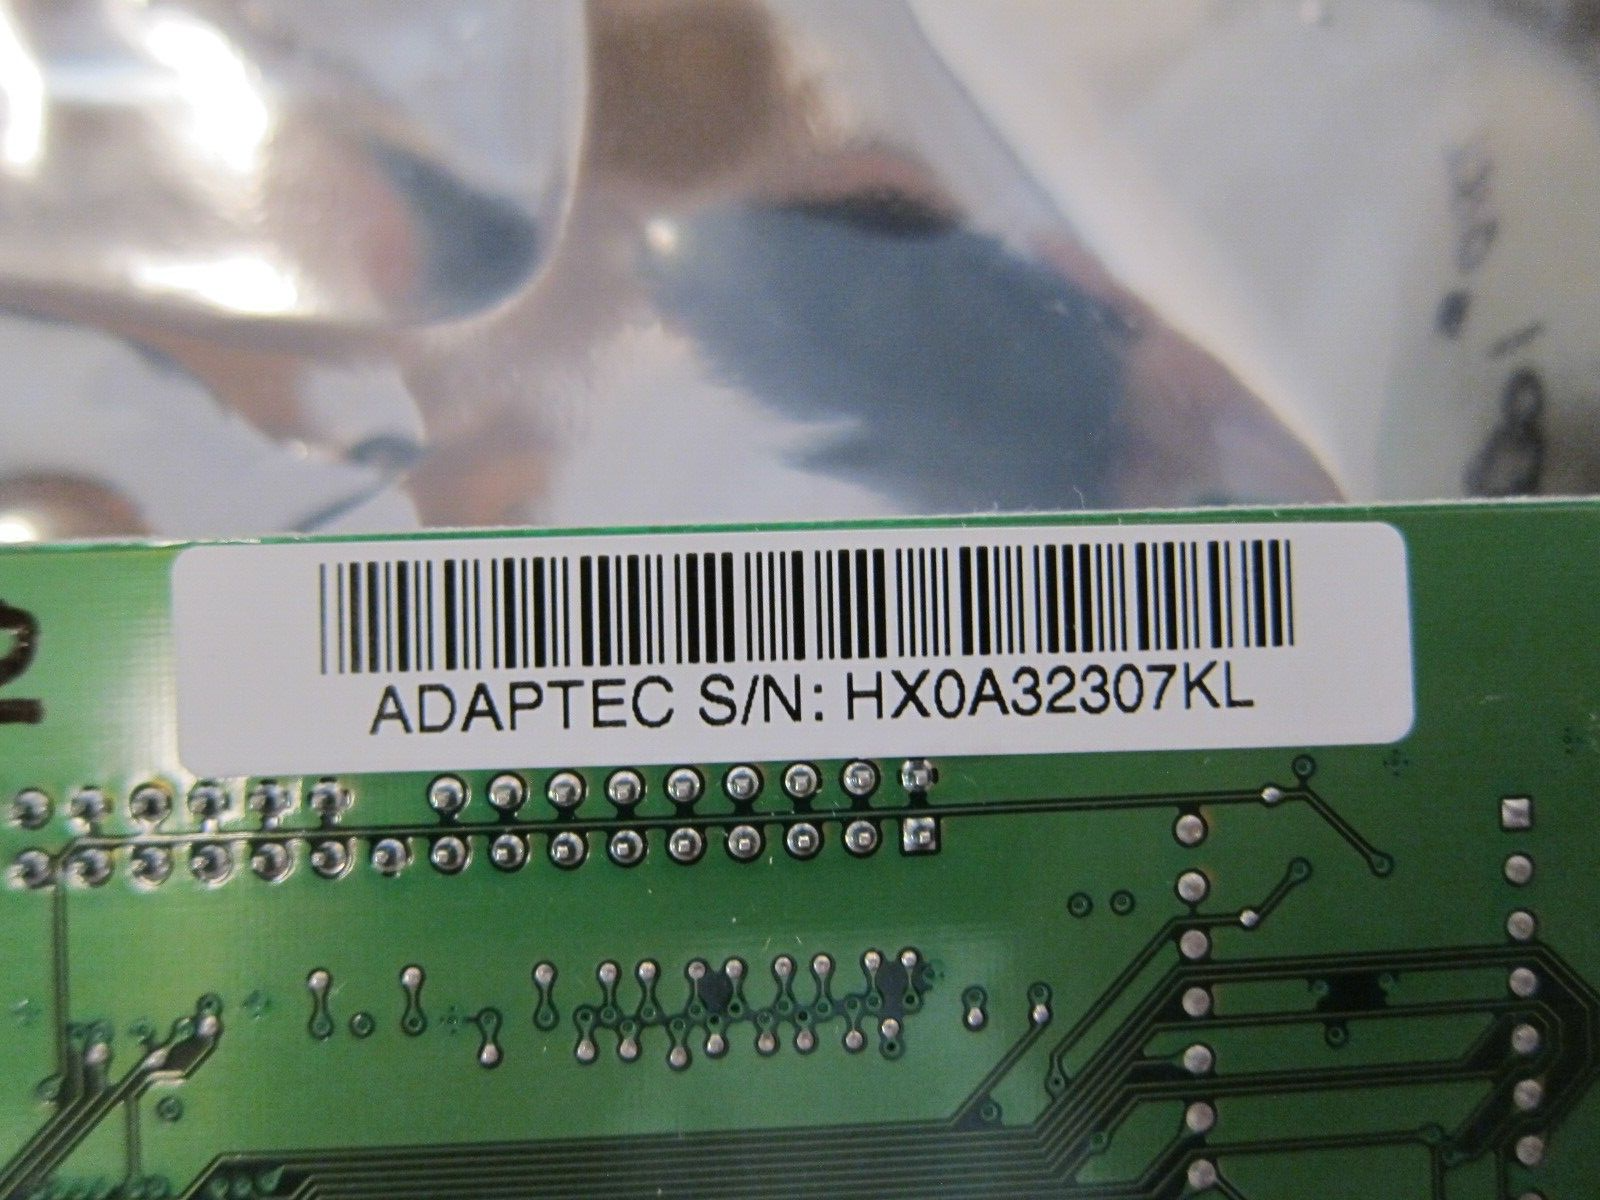 ADAPTEC S/N: HX0A32307KL